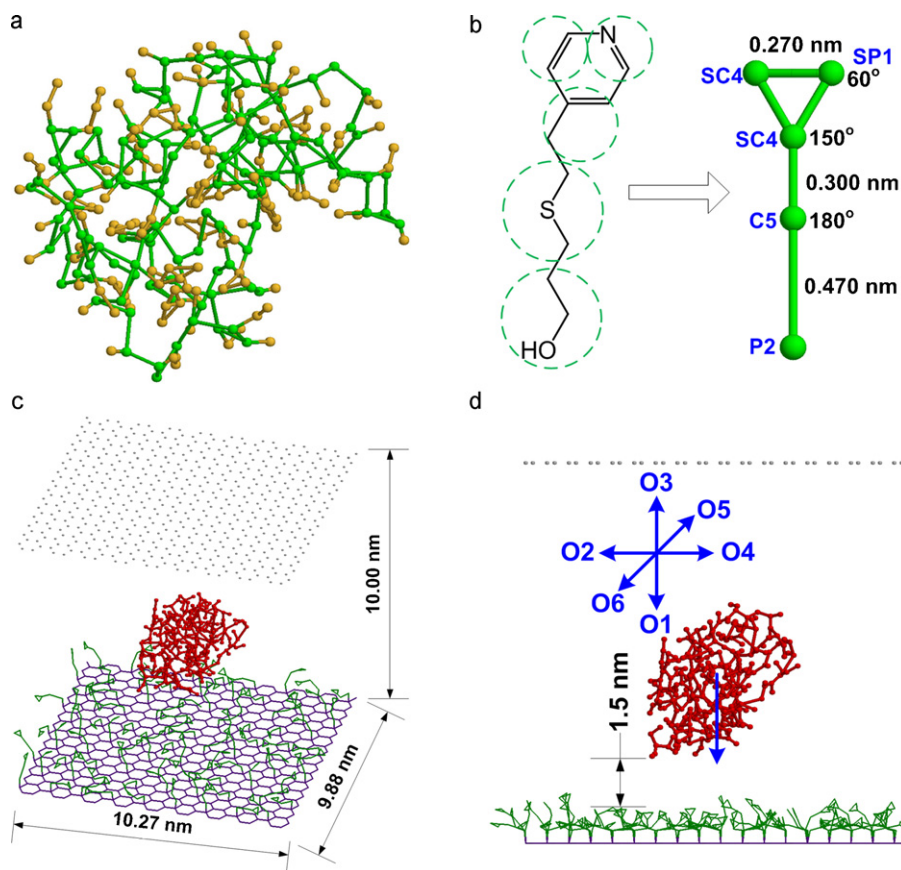 a
b
N
S
HO
0.270 nm
SC4
SP1
60°
SC4
150°
0.300 nm
C5
180°
0.470 nm
P2
c
10.00 nm
9.88 nm
10.27 nm
d
O3
O5
O2
O4
O6
O1
1.5 nm